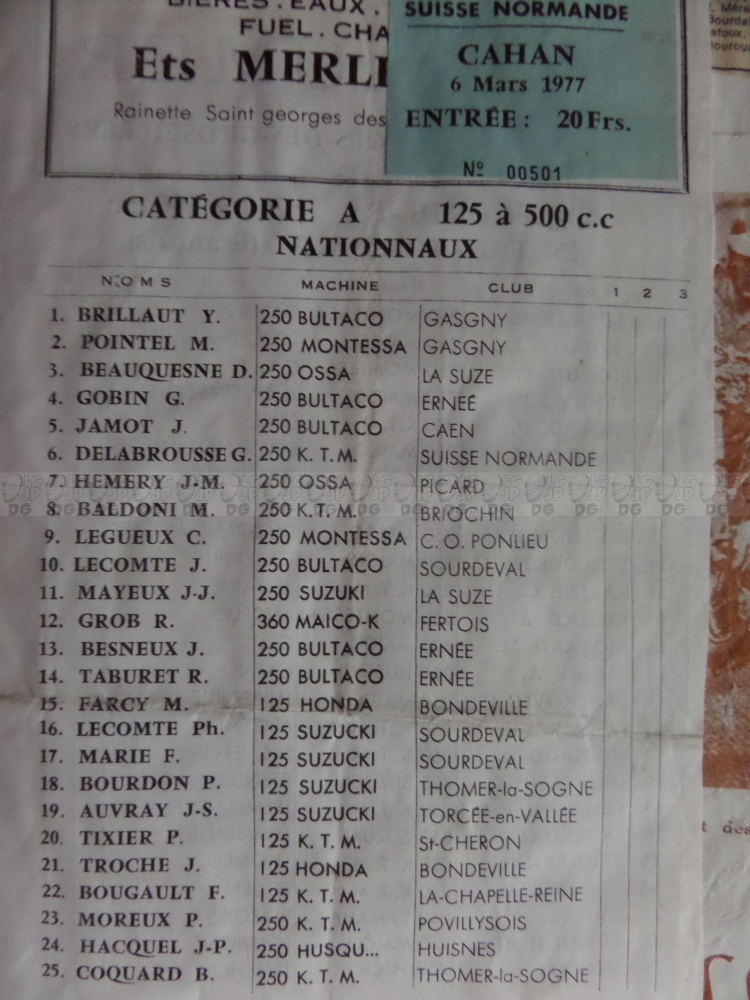 BIÈRES . EAUX .
FUEL . CHA
Ets MERLI
Rainette Saint georges des
SUISSE NORMANDE
CAHAN
6 Mars 1977
ENTRÉE : 20 Frs.
Nº 00501
CATÉGORIE A 125 à 500 c.c
NATIONNAUX
NOMS MACHINE CLUB 1 2 3
1. BRILLAUT Y. 250 BULTACO GASGNY
2. POINTEL M. 250 MONTESSA GASGNY
3. BEAUQUESNE D. 250 OSSA LA SUZE
4. GOBIN G. 250 BULTACO ERNEÉ
5. JAMOT J. 250 BULTACO CAEN
6. DELABROUSSE G. 250 K. T. M. SUISSE NORMANDE
7. HEMERY J-M. 250 OSSA PICARD
8. BALDONI M. 250 K. T. M. BRIOCHIN
9. LEGUEUX C. 250 MONTESSA C. O. PONLIEU
10. LECOMTE J. 250 BULTACO SOURDEVAL
11. MAYEUX J-J. 250 SUZUKI LA SUZE
12. GROB R. 360 MAICO-K FERTOIS
13. BESNEUX J. 250 BULTACO ERNÉE
14. TABURET R. 250 BULTACO ERNÉE
15. FARCY M. 125 HONDA BONDEVILLE
16. LECOMTE Ph. 125 SUZUCKI SOURDEVAL
17. MARIE F. 125 SUZUCKI SOURDEVAL
18. BOURDON P. 125 SUZUCKI THOMER-la-SOGNE
19. AUVRAY J-S. 125 SUZUCKI TORCÉE-en-VALLÉE
20. TIXIER P. 125 K. T. M. St-CHERON
21. TROCHE J. 125 HONDA BONDEVILLE
22. BOUGAULT F. 125 K. T. M. LA-CHAPELLE-REINE
23. MOREUX P. 250 K. T. M. POVILLYSOIS
24. HACQUEL J-P. 250 HUSQU... HUISNES
25. COQUARD B. 250 K. T. M. THOMER-la-SOGNE